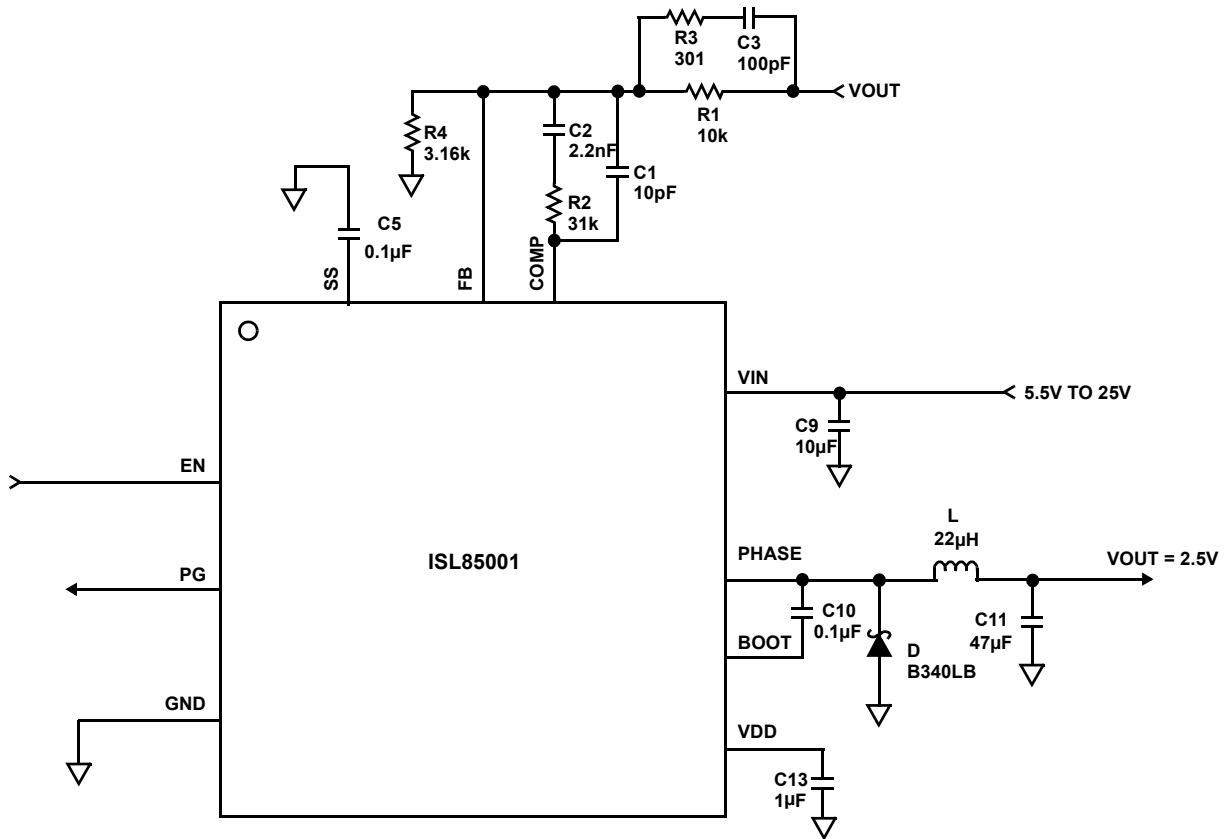 R3
301
C3
100pF
VOUT
R1
10k
R4
3.16k
C2
2.2nF
C1
10pF
R2
31k
C5
0.1µF
SS
FB
COMP
VIN
5.5V TO 25V
C9
10µF
EN
L
22µH
PHASE
VOUT = 2.5V
ISL85001
PG
C10
0.1µF
C11
47µF
BOOT
D
B340LB
GND
VDD
C13
1µF